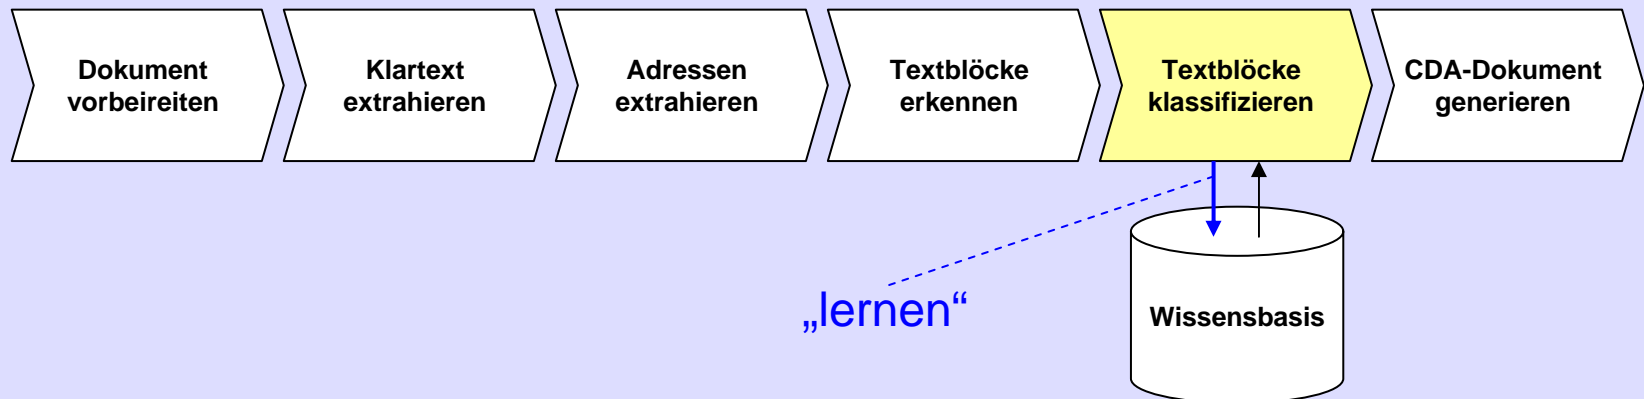 Dokument
vorbeireiten
Klartext
extrahieren
Adressen
extrahieren
Textblöcke
erkennen
Textblöcke
klassifizieren
CDA-Dokument
generieren
„lernen“
Wissensbasis